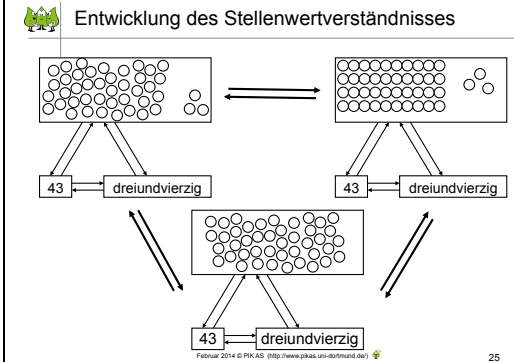 Entwicklung des Stellenwertverständnisses
43 dreiundvierzig
43 dreiundvierzig
43 dreiundvierzig
Februar 2014 © PIK AS (http://www.pikas.uni-dortmund.de/)
25